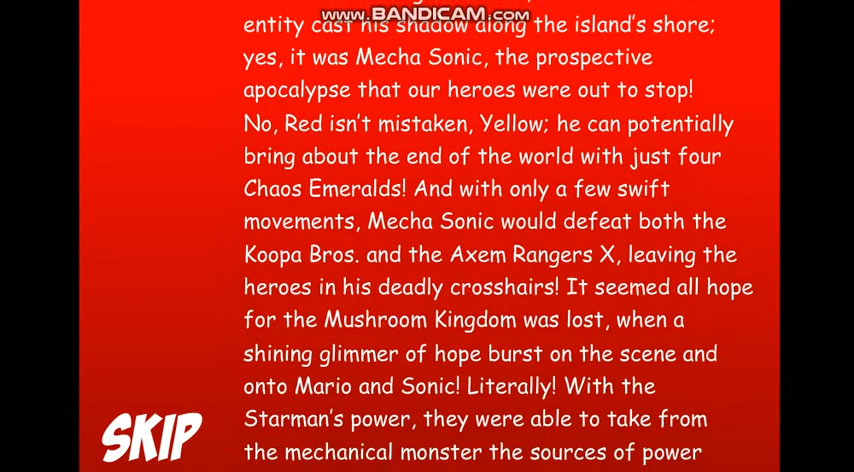 www.BANDICAM.com
entity cast his shadow along the island's shore;
yes, it was Mecha Sonic, the prospective
apocalypse that our heroes were out to stop!
No, Red isn't mistaken, Yellow; he can potentially
bring about the end of the world with just four
Chaos Emeralds! And with only a few swift
movements, Mecha Sonic would defeat both the
Koopa Bros. and the Axem Rangers X, leaving the
heroes in his deadly crosshairs! It seemed all hope
for the Mushroom Kingdom was lost, when a
shining glimmer of hope burst on the scene and
onto Mario and Sonic! Literally! With the
Starman's power, they were able to take from
the mechanical monster the sources of power
SKIP